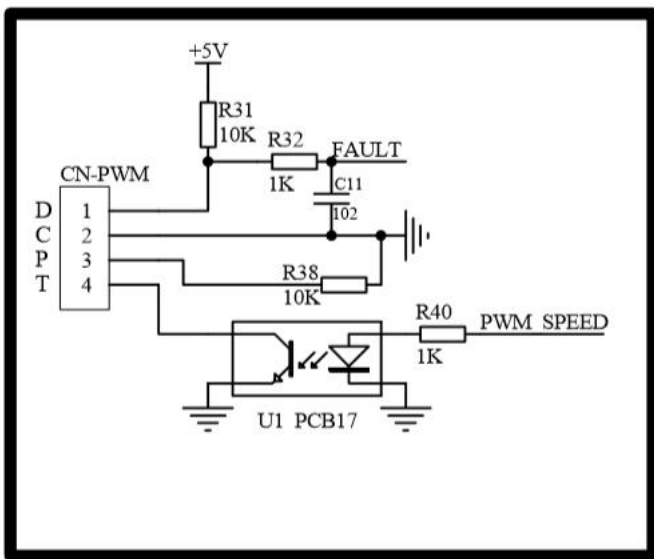 +5V
R31
10K
R32
FAULT
1K
C11
102
CN-PWM
D 1
C 2
P 3
T 4
R38
10K
R40
PWM SPEED
1K
U1 PCB17